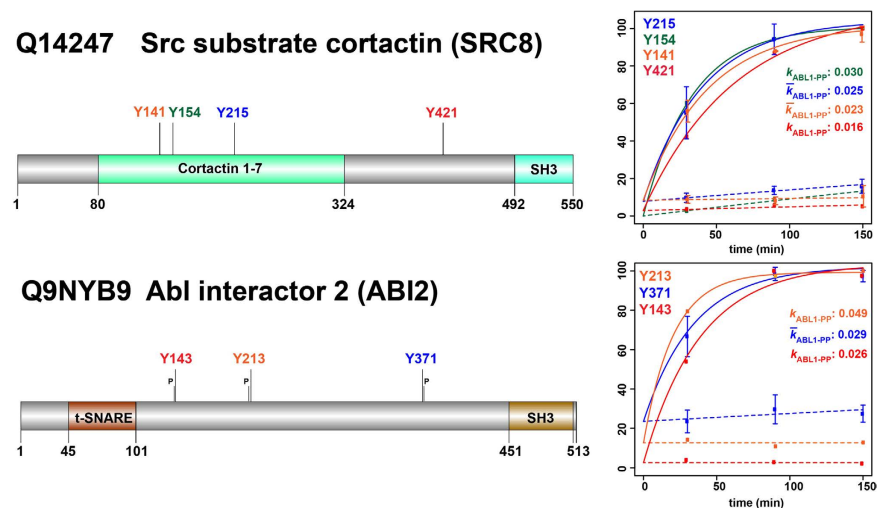 Q14247 Src substrate cortactin (SRC8)
Y141 Y154 Y215 Y421
Cortactin 1-7 SH3
1 80 324 492 550
Y215
Y154
Y141
Y421
k̅ABL1-PP: 0.030
k̅ABL1-PP: 0.025
k̅ABL1-PP: 0.023
kABL1-PP: 0.016
100
80
60
40
20
0
0 50 100 150
time (min)
Q9NYB9 Abl interactor 2 (ABI2)
Y143 Y213 Y371
P P P
t-SNARE SH3
1 45 101 451 513
Y213
Y371
Y143
kABL1-PP: 0.049
k̅ABL1-PP: 0.029
kABL1-PP: 0.026
100
80
60
40
20
0
0 50 100 150
time (min)